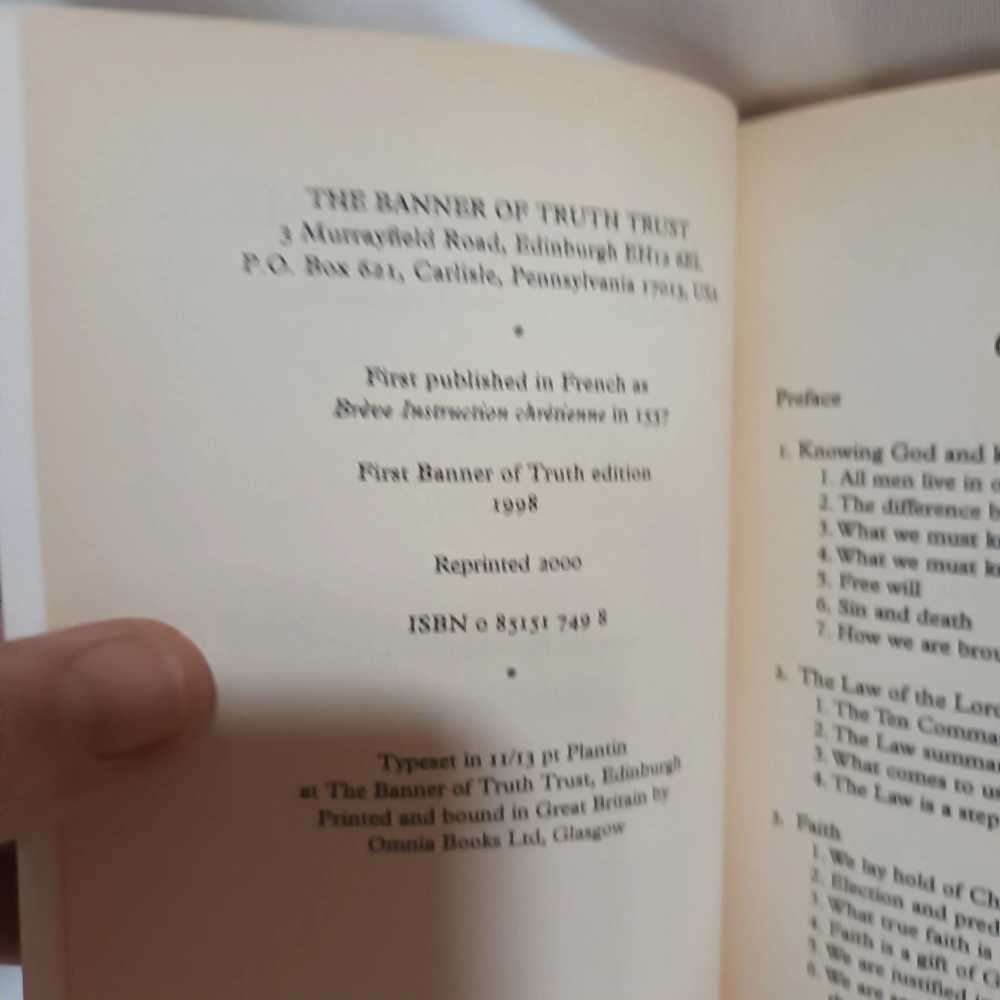 THE BANNER OF TRUTH TRUST
3 Murrayfield Road, Edinburgh EH12 6EL
P.O. Box 621, Carlisle, Pennsylvania 17013, USA
•
First published in French as
Brève Instruction chrétienne in 1537
First Banner of Truth edition
1998
Reprinted 2000
ISBN 0 85151 749 8
•
Typeset in 11/13 pt Plantin
at The Banner of Truth Trust, Edinburgh
Printed and bound in Great Britain by
Omnia Books Ltd, Glasgow
Preface
1. Knowing God and
1. All men live in
2. The difference
3. What we must
4. What we must
5. Free will
6. Sin and death
7. How we are
2. The Law of the
1. The Ten
2. The Law
3. What comes to
4. The Law is a step
3. Faith
1. We lay hold of
2. Election and
3. What true faith is
4. Faith is a gift of
5. We are justified
6. We are